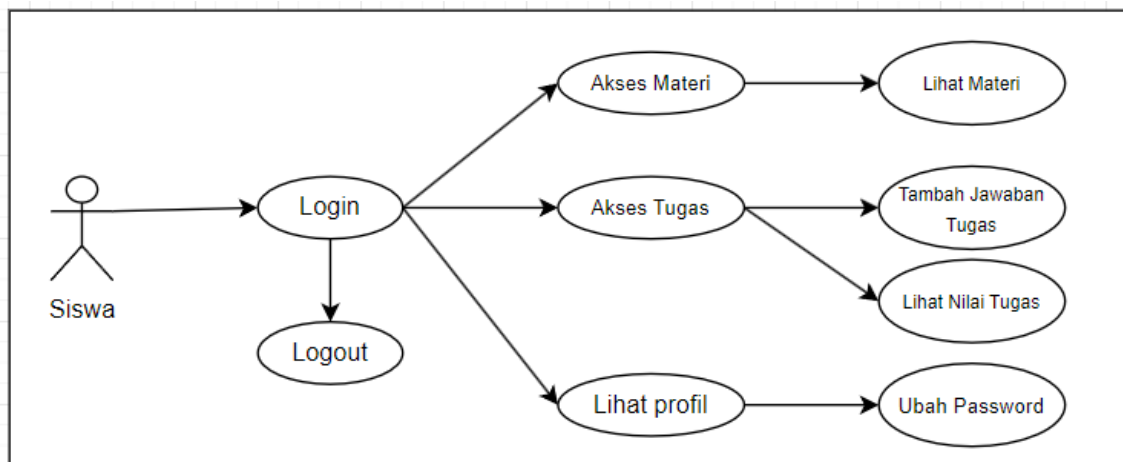 Akses Materi
Lihat Materi
Login
Akses Tugas
Tambah Jawaban
Tugas
Siswa
Lihat Nilai Tugas
Logout
Lihat profil
Ubah Password